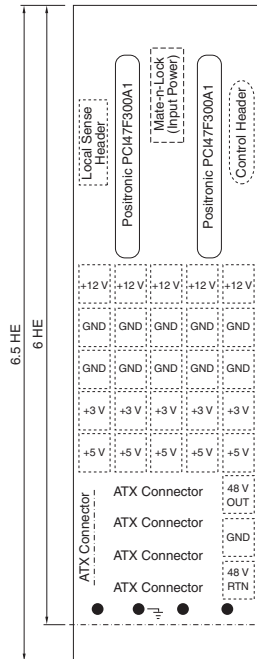 6.5 HE
6 HE
Local Sense
Header
Positronic PCI47F300A1
Mate-n-Lock
(Input Power)
Positronic PCI47F300A1
Control Header
+12 V +12 V +12 V +12 V +12 V
GND GND GND GND GND
GND GND GND GND GND
+3 V +3 V +3 V +3 V +3 V
+5 V +5 V +5 V +5 V +5 V
ATX Connector
ATX Connector
ATX Connector
ATX Connector
ATX Connector
48 V
OUT
GND
48 V
RTN